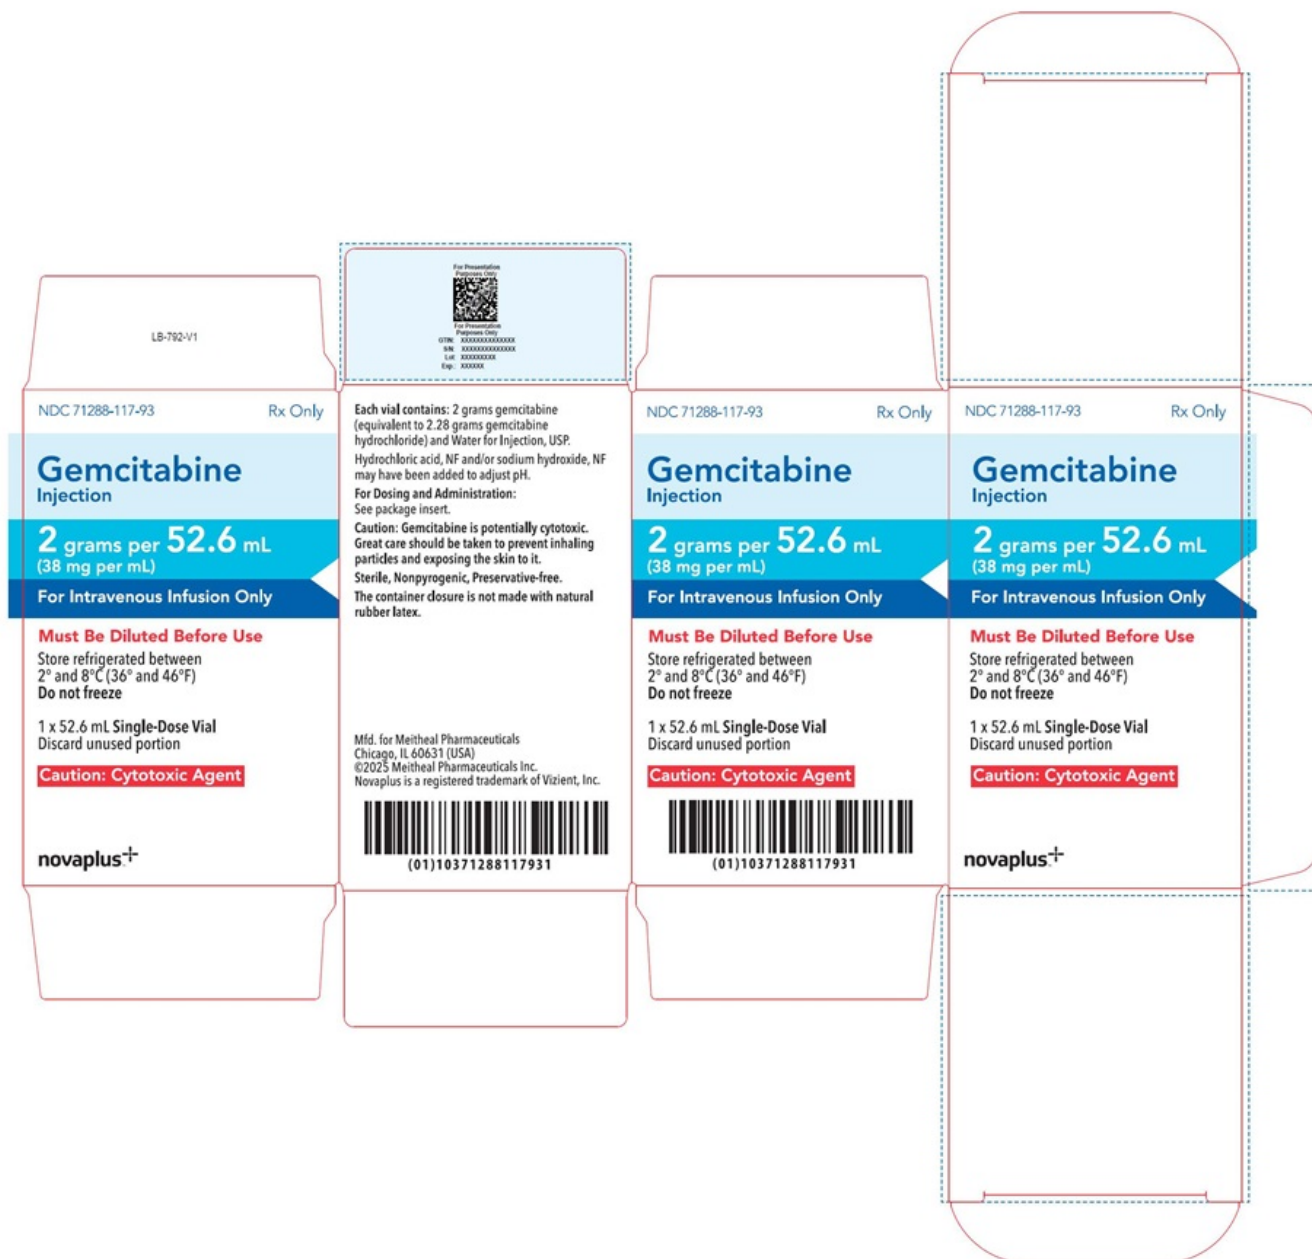 LB-792-V1
NDC 71288-117-93 Rx Only
Gemcitabine
Injection
2 grams per 52.6 mL
(38 mg per mL)
For Intravenous Infusion Only
Must Be Diluted Before Use
Store refrigerated between
2° and 8°C (36° and 46°F)
Do not freeze
1 x 52.6 mL Single-Dose Vial
Discard unused portion
Caution: Cytotoxic Agent
novaplus+
For Presentation
Purposes Only
For Presentation
Purposes Only
GTIN: XXXXXXXXXXXXXX
S/N: XXXXXXXXXXXXXX
Lot: XXXXXXXXX
Exp.: XXXXXX
Each vial contains: 2 grams gemcitabine
(equivalent to 2.28 grams gemcitabine
hydrochloride) and Water for Injection, USP.
Hydrochloric acid, NF and/or sodium hydroxide, NF
may have been added to adjust pH.
For Dosing and Administration:
See package insert.
Caution: Gemcitabine is potentially cytotoxic.
Great care should be taken to prevent inhaling
particles and exposing the skin to it.
Sterile, Nonpyrogenic, Preservative-free.
The container closure is not made with natural
rubber latex.
Mfd. for Meitheal Pharmaceuticals
Chicago, IL 60631 (USA)
©2025 Meitheal Pharmaceuticals Inc.
Novaplus is a registered trademark of Vizient, Inc.
(01)10371288117931
NDC 71288-117-93 Rx Only
Gemcitabine
Injection
2 grams per 52.6 mL
(38 mg per mL)
For Intravenous Infusion Only
Must Be Diluted Before Use
Store refrigerated between
2° and 8°C (36° and 46°F)
Do not freeze
1 x 52.6 mL Single-Dose Vial
Discard unused portion
Caution: Cytotoxic Agent
(01)10371288117931
NDC 71288-117-93 Rx Only
Gemcitabine
Injection
2 grams per 52.6 mL
(38 mg per mL)
For Intravenous Infusion Only
Must Be Diluted Before Use
Store refrigerated between
2° and 8°C (36° and 46°F)
Do not freeze
1 x 52.6 mL Single-Dose Vial
Discard unused portion
Caution: Cytotoxic Agent
novaplus+